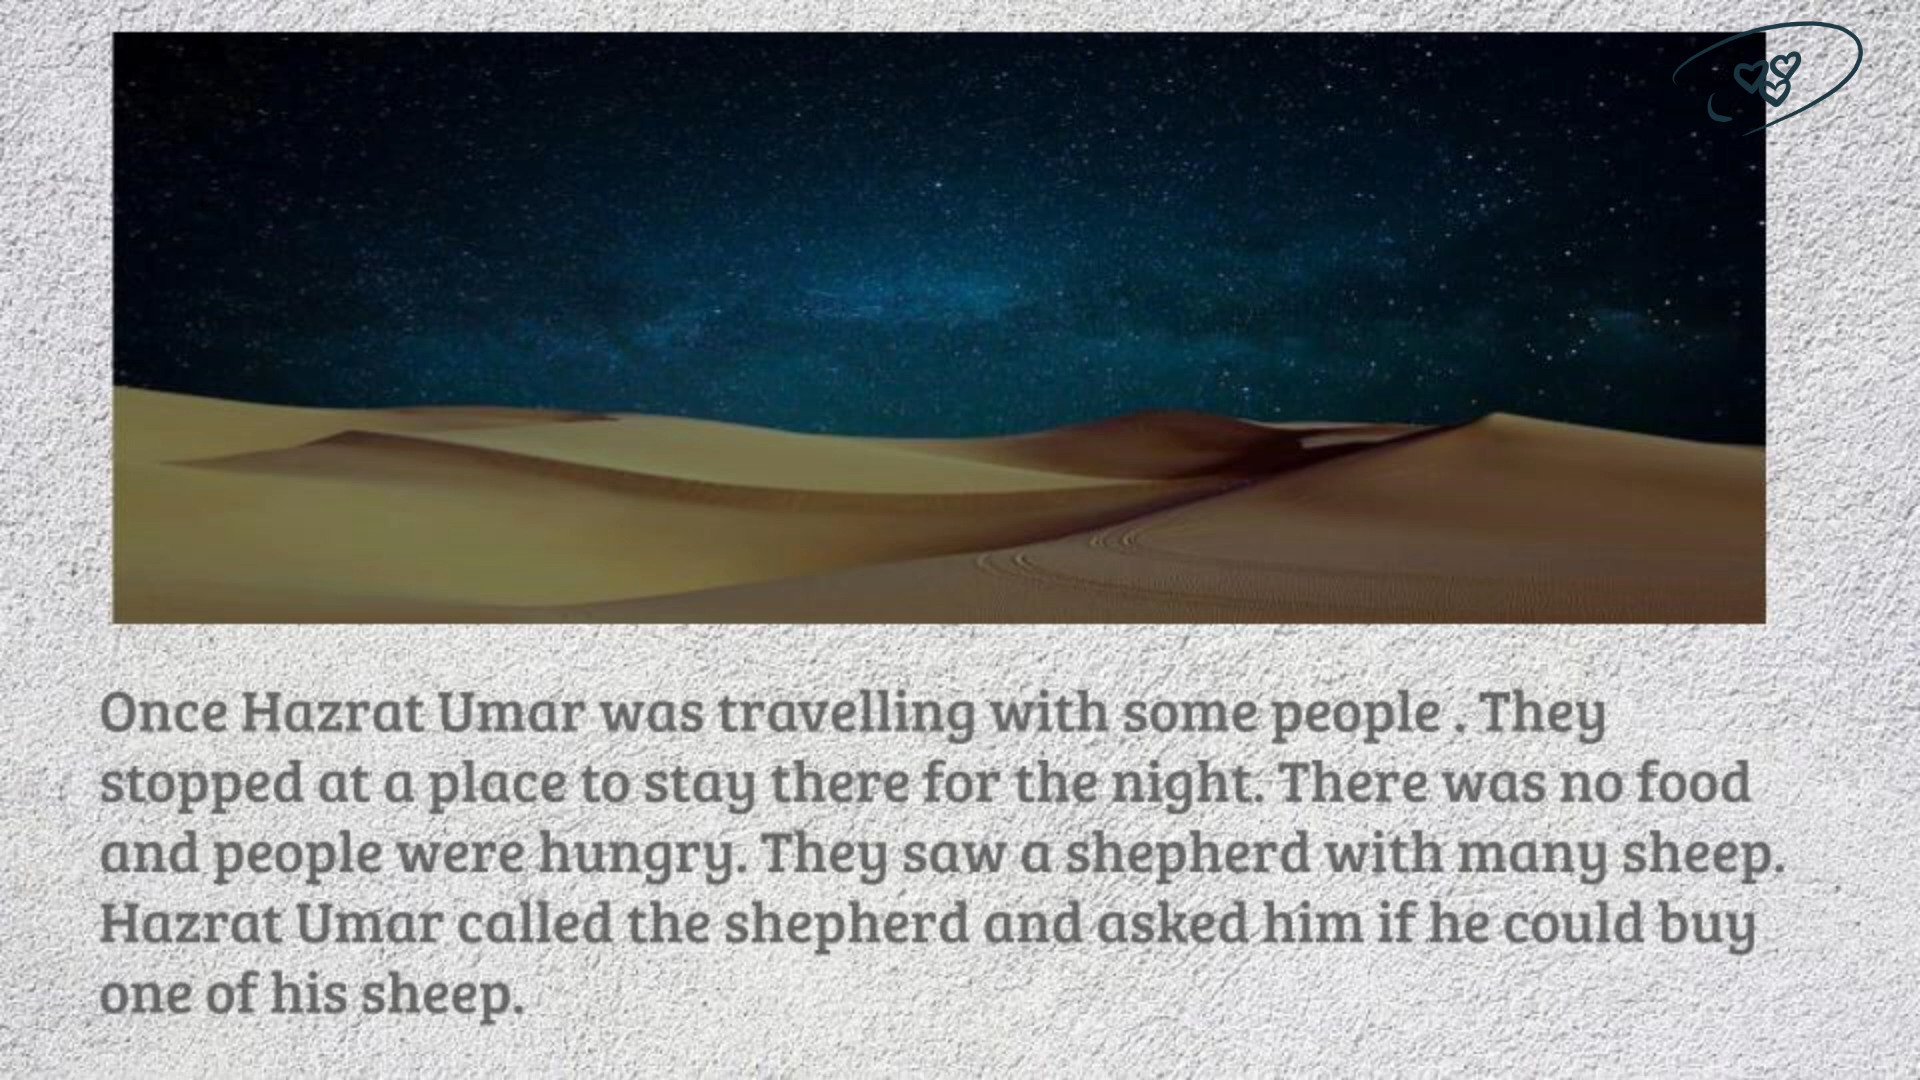 Once Hazrat Umar was travelling with some people . They
stopped at a place to stay there for the night. There was no food
and people were hungry. They saw a shepherd with many sheep.
Hazrat Umar called the shepherd and asked him if he could buy
one of his sheep.